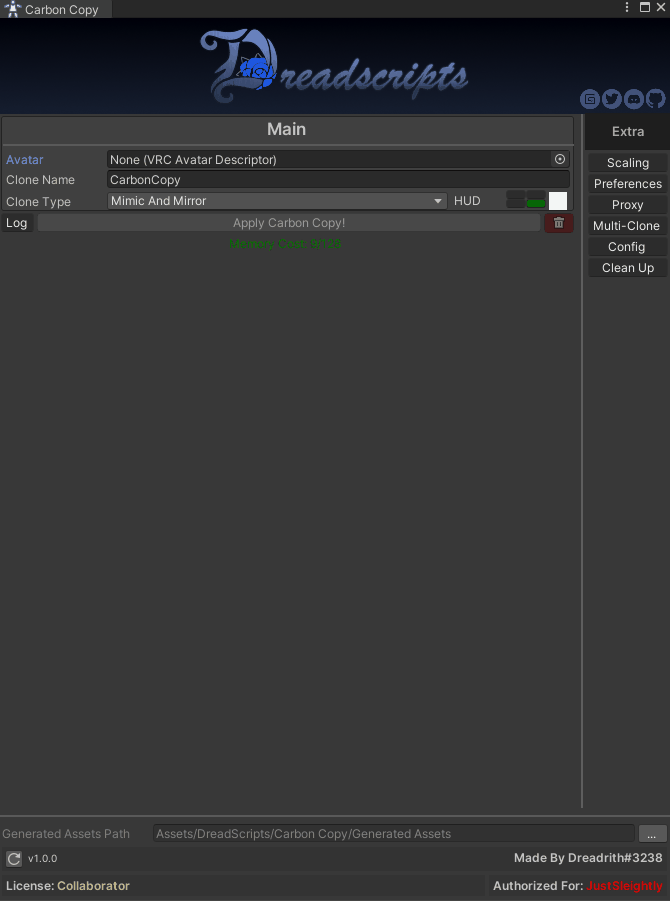 Carbon Copy
Dreadscripts
Main
Extra
Avatar None (VRC Avatar Descriptor)
Clone Name CarbonCopy
Clone Type Mimic And Mirror HUD
Log Apply Carbon Copy!
Memory Cost: 9/128
Scaling
Preferences
Proxy
Multi-Clone
Config
Clean Up
Generated Assets Path Assets/DreadScripts/Carbon Copy/Generated Assets ...
v1.0.0 Made By Dreadrith#3238
License: Collaborator Authorized For: JustSleightly